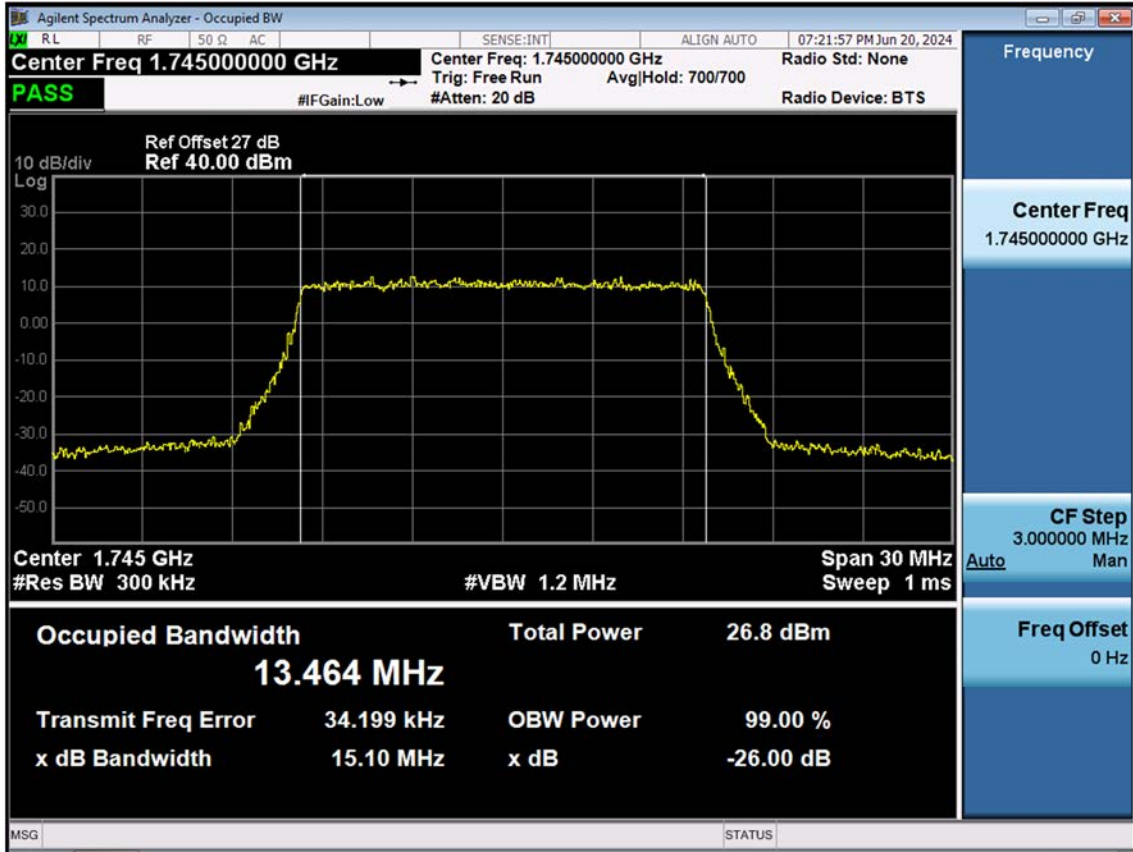 Agilent Spectrum Analyzer - Occupied BW
LXI RL RF 50 Ω AC SENSE:INT ALIGN AUTO 07:21:57 PM Jun 20, 2024
Center Freq 1.745000000 GHz
Center Freq: 1.745000000 GHz
Radio Std: None
Trig: Free Run Avg|Hold: 700/700
PASS
#IFGain:Low
#Atten: 20 dB
Radio Device: BTS
Ref Offset 27 dB
10 dB/div Ref 40.00 dBm
Log
30.0
20.0
10.0
0.00
-10.0
-20.0
-30.0
-40.0
-50.0
Center 1.745 GHz Span 30 MHz
#Res BW 300 kHz #VBW 1.2 MHz Sweep 1 ms
Occupied Bandwidth Total Power 26.8 dBm
13.464 MHz
Transmit Freq Error 34.199 kHz OBW Power 99.00 %
x dB Bandwidth 15.10 MHz x dB -26.00 dB
MSG STATUS
Frequency
Center Freq
1.745000000 GHz
CF Step
3.000000 MHz
Auto Man
Freq Offset
0 Hz